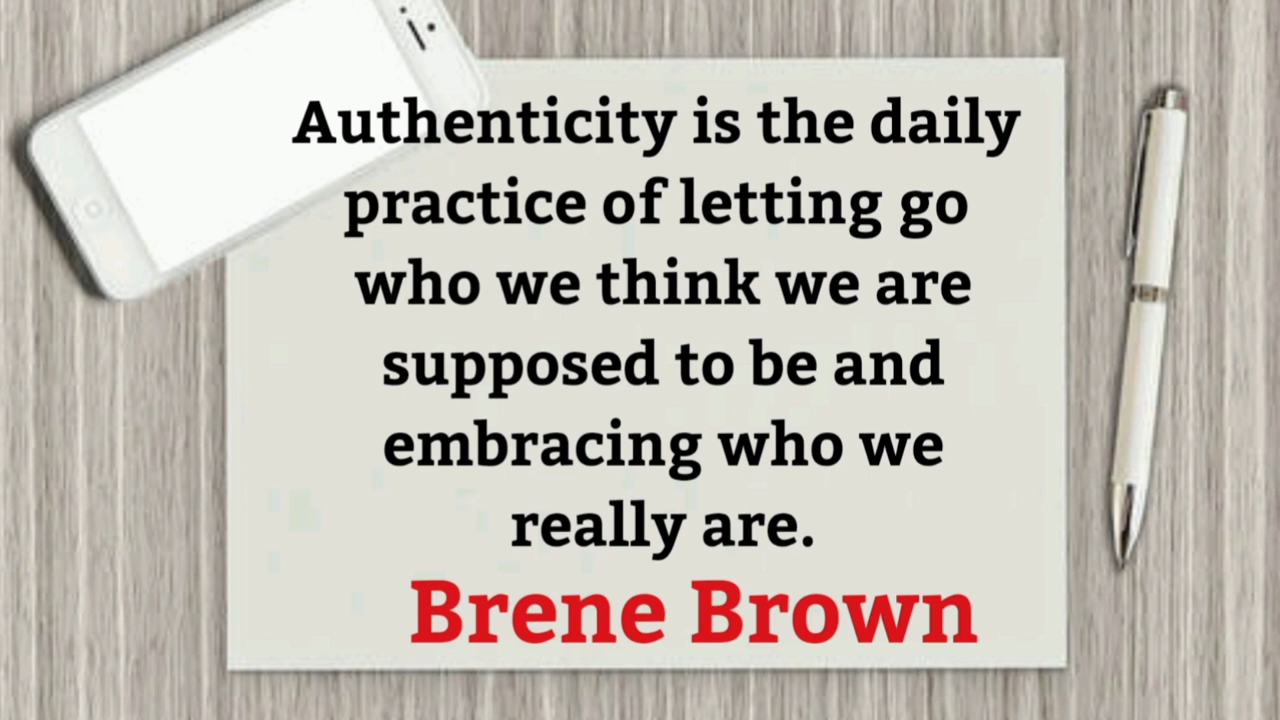 Authenticity is the daily
practice of letting go
who we think we are
supposed to be and
embracing who we
really are.
Brene Brown